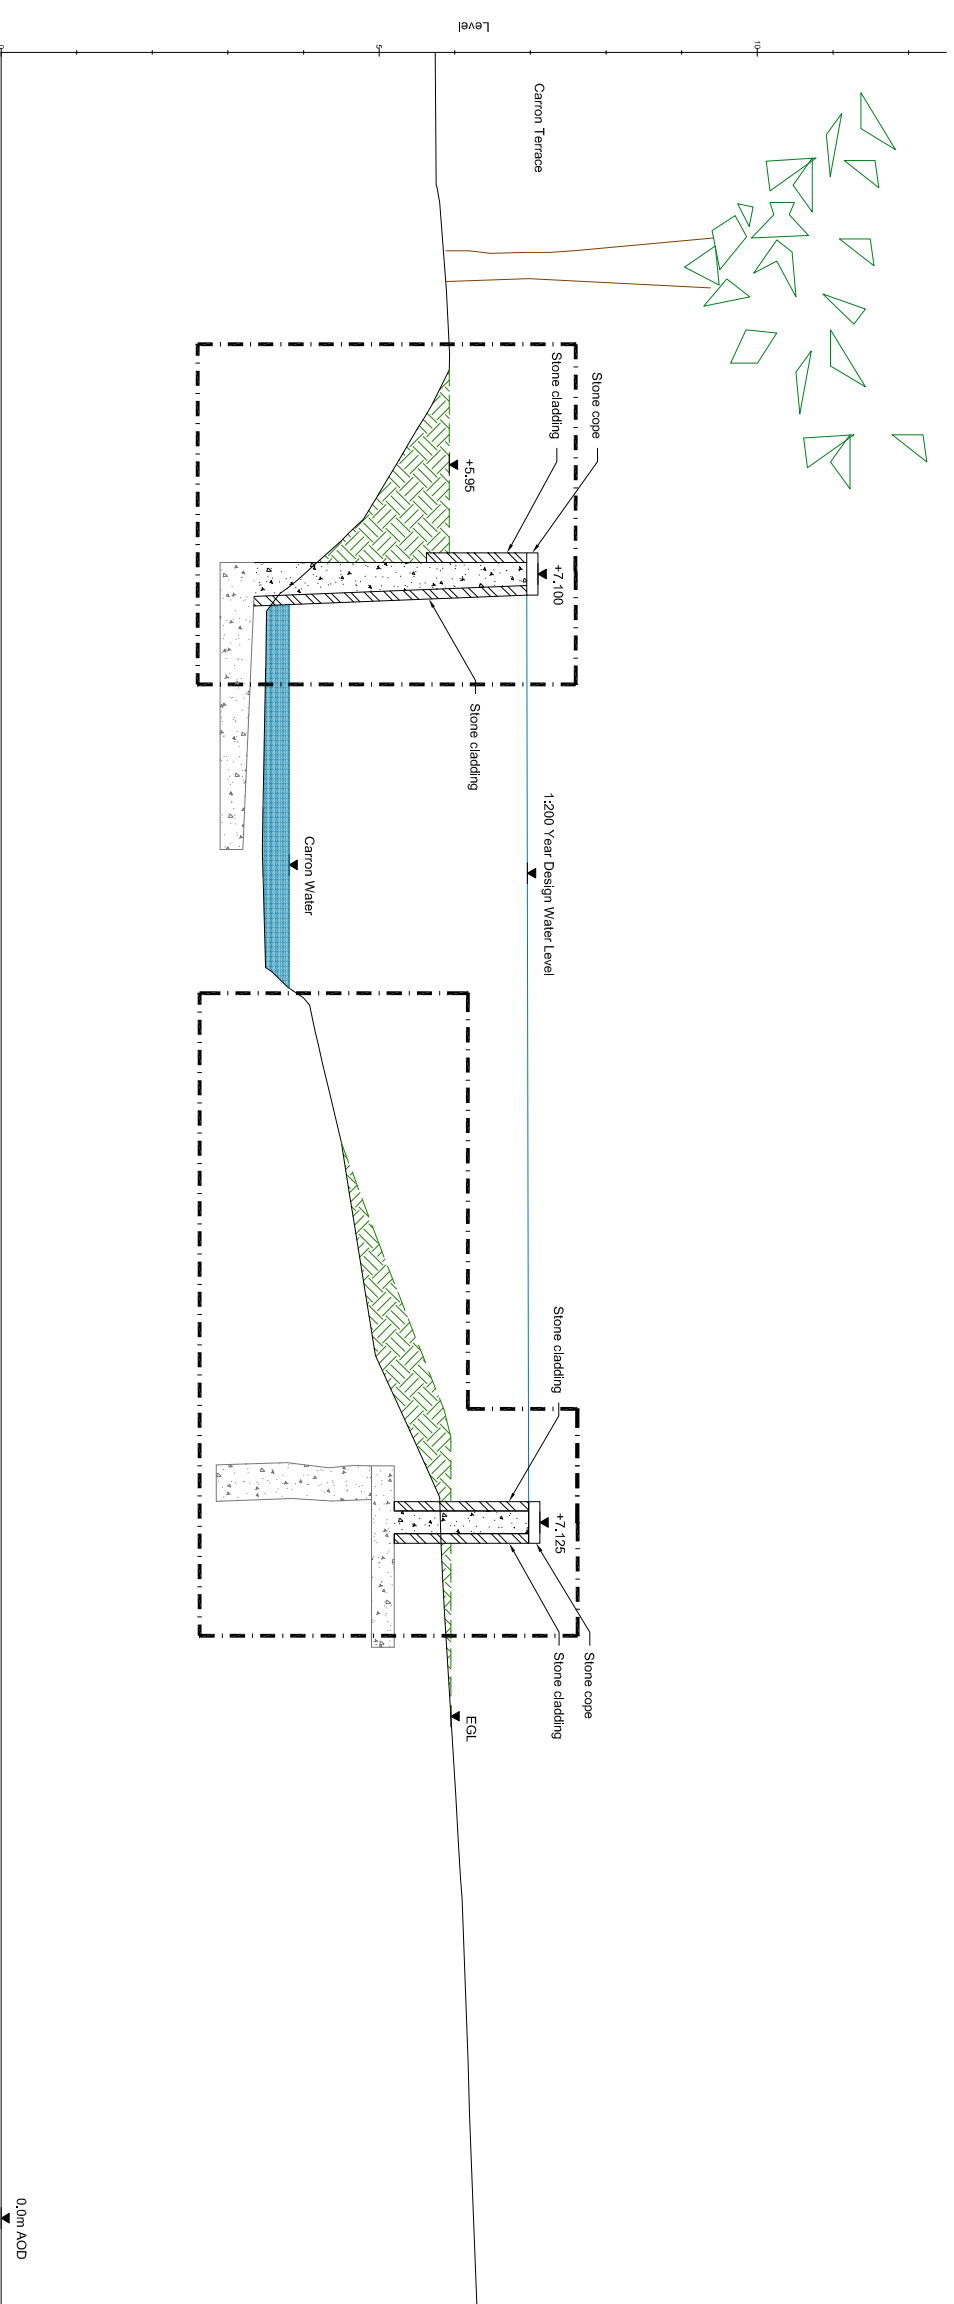 Level
0
5
10
Carron Terrace
Stone cope
Stone cladding
+5.95
+7.100
Stone cladding
1:200 Year Design Water Level
Carron Water
Stone cladding
+7.125
Stone cope
Stone cladding
EGL
0.0m AOD